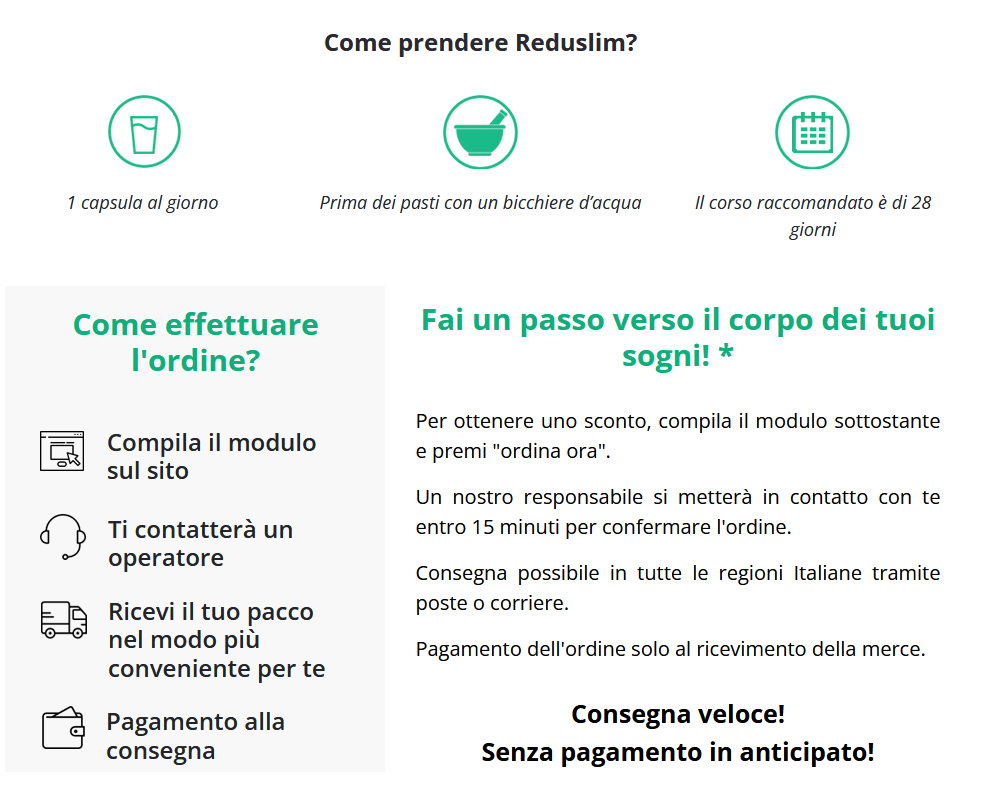 Come prendere Reduslim?
1 capsula al giorno
Prima dei pasti con un bicchiere d’acqua
Il corso raccomandato è di 28
giorni
Come effettuare
l'ordine?
Compila il modulo
sul sito
Ti contatterà un
operatore
Ricevi il tuo pacco
nel modo più
conveniente per te
Pagamento alla
consegna
Fai un passo verso il corpo dei tuoi
sogni! *
Per ottenere uno sconto, compila il modulo sottostante
e premi "ordina ora".
Un nostro responsabile si metterà in contatto con te
entro 15 minuti per confermare l'ordine.
Consegna possibile in tutte le regioni Italiane tramite
poste o corriere.
Pagamento dell'ordine solo al ricevimento della merce.
Consegna veloce!
Senza pagamento in anticipato!